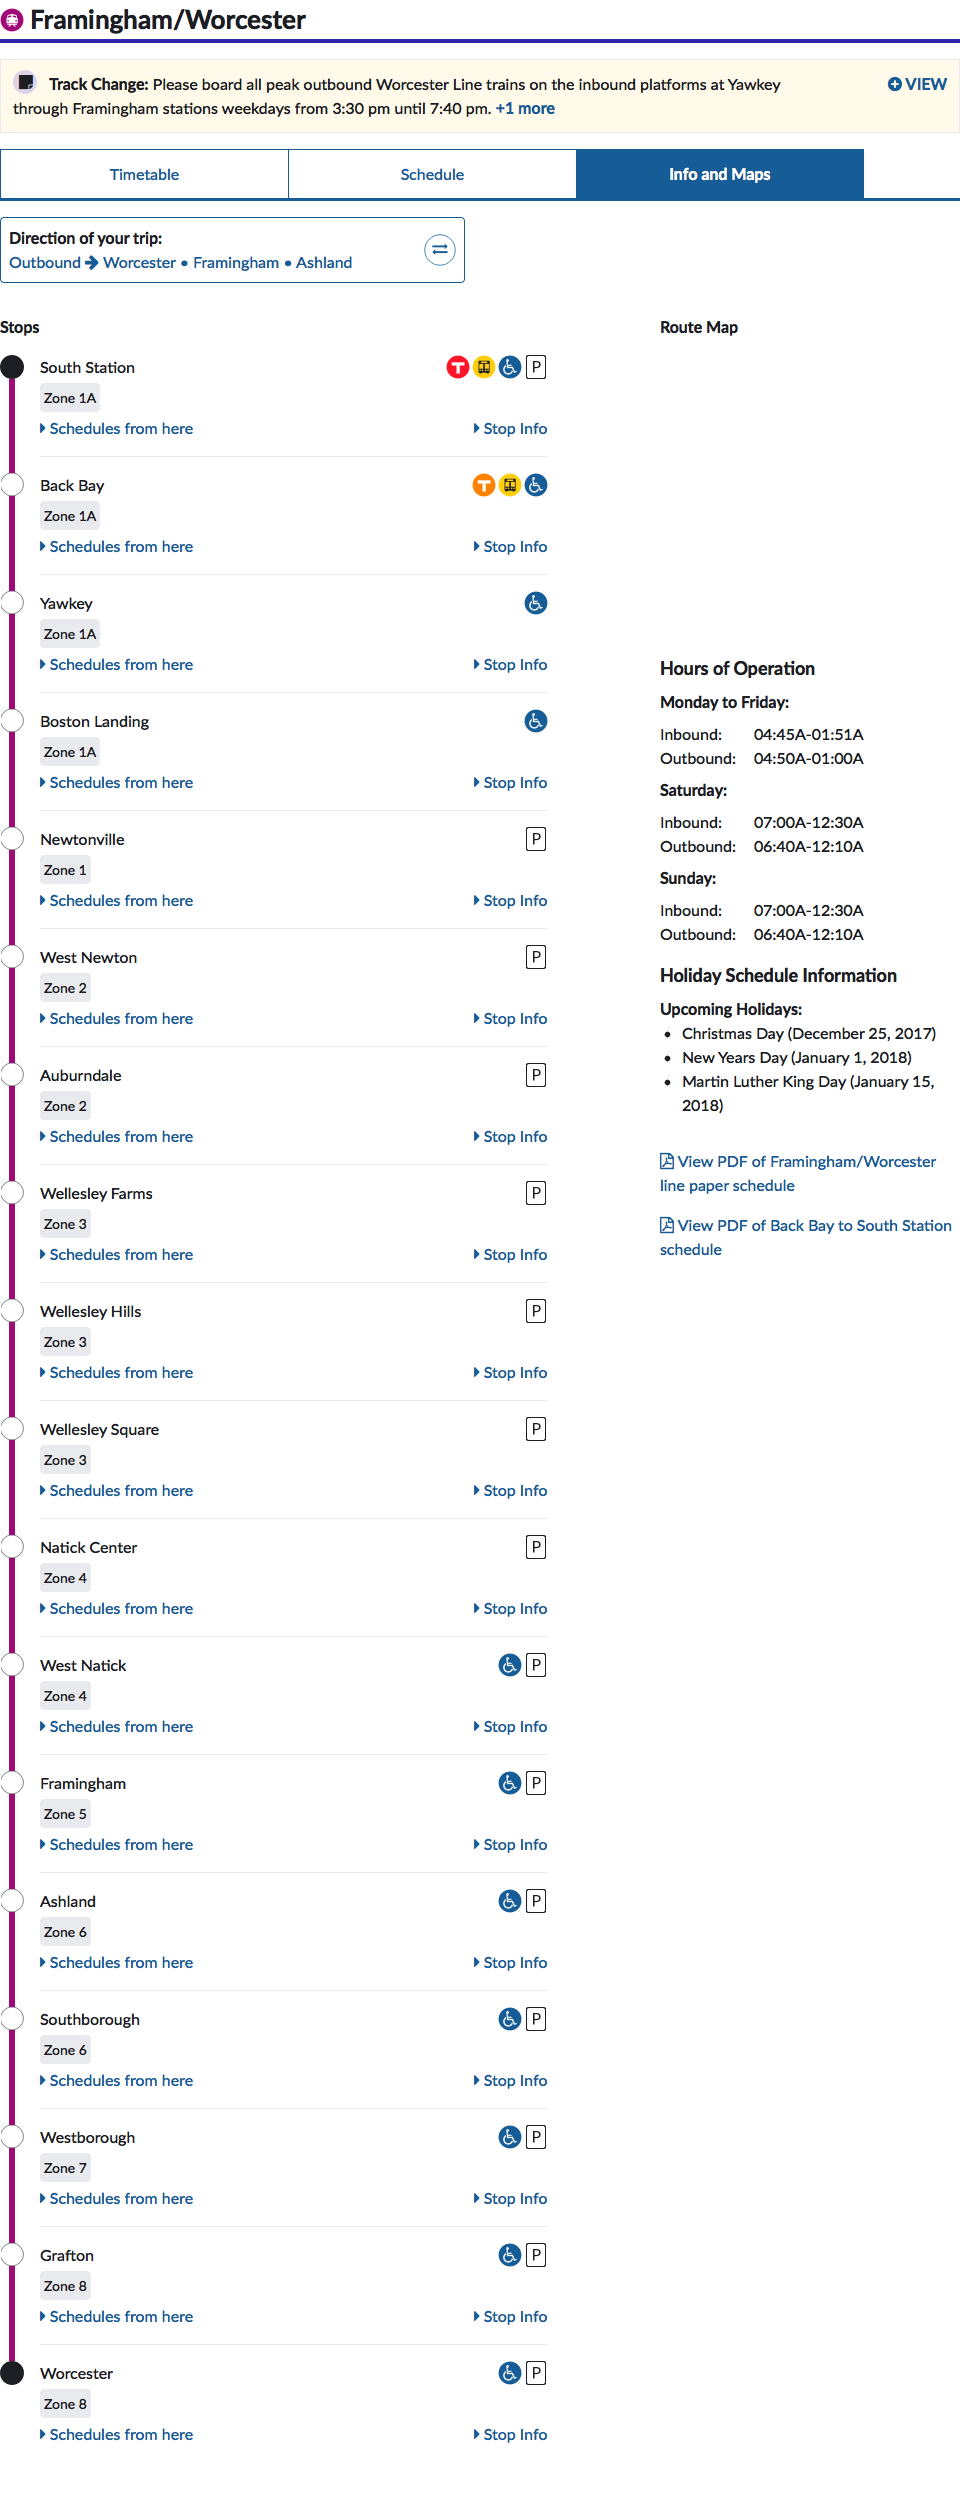 Framingham/Worcester
Track Change: Please board all peak outbound Worcester Line trains on the inbound platforms at Yawkey
through Framingham stations weekdays from 3:30 pm until 7:40 pm. +1 more
VIEW
Timetable
Schedule
Info and Maps
Direction of your trip:
Outbound → Worcester • Framingham • Ashland
Stops
South Station
P
Zone 1A
Schedules from here
Stop Info
Back Bay
Zone 1A
Schedules from here
Stop Info
Yawkey
Zone 1A
Schedules from here
Stop Info
Boston Landing
Zone 1A
Schedules from here
Stop Info
Newtonville
P
Zone 1
Schedules from here
Stop Info
West Newton
P
Zone 2
Schedules from here
Stop Info
Auburndale
P
Zone 2
Schedules from here
Stop Info
Wellesley Farms
P
Zone 3
Schedules from here
Stop Info
Wellesley Hills
P
Zone 3
Schedules from here
Stop Info
Wellesley Square
P
Zone 3
Schedules from here
Stop Info
Natick Center
P
Zone 4
Schedules from here
Stop Info
West Natick
P
Zone 4
Schedules from here
Stop Info
Framingham
P
Zone 5
Schedules from here
Stop Info
Ashland
P
Zone 6
Schedules from here
Stop Info
Southborough
P
Zone 6
Schedules from here
Stop Info
Westborough
P
Zone 7
Schedules from here
Stop Info
Grafton
P
Zone 8
Schedules from here
Stop Info
Worcester
P
Zone 8
Schedules from here
Stop Info
Route Map
Hours of Operation
Monday to Friday:
Inbound: 04:45A-01:51A
Outbound: 04:50A-01:00A
Saturday:
Inbound: 07:00A-12:30A
Outbound: 06:40A-12:10A
Sunday:
Inbound: 07:00A-12:30A
Outbound: 06:40A-12:10A
Holiday Schedule Information
Upcoming Holidays:
• Christmas Day (December 25, 2017)
• New Years Day (January 1, 2018)
• Martin Luther King Day (January 15,
2018)
View PDF of Framingham/Worcester
line paper schedule
View PDF of Back Bay to South Station
schedule